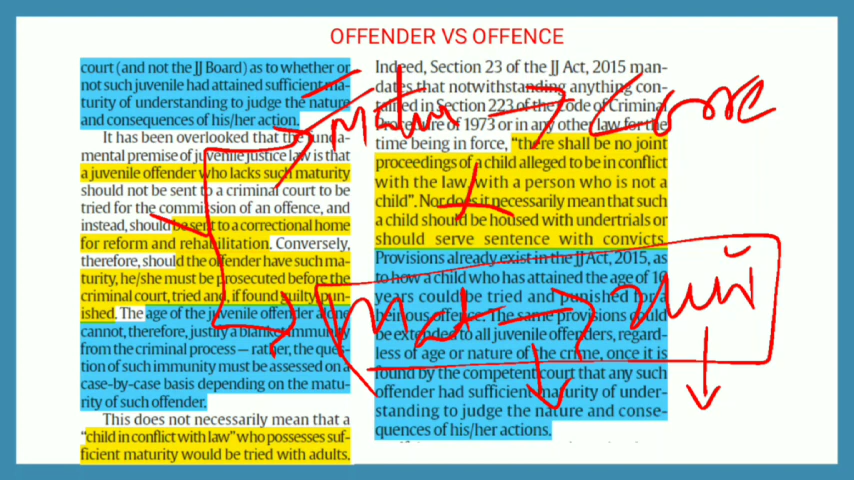 OFFENDER VS OFFENCE
court (and not the JJ Board) as to whether or
not such juvenile had attained sufficient ma-
turity of understanding to judge the nature
and consequences of his/her action.
It has been overlooked that the funda-
mental premise of juvenile justice law is that
a juvenile offender who lacks such maturity
should not be sent to a criminal court to be
tried for the commission of an offence, and
instead, should be sent to a correctional home
for reform and rehabilitation. Conversely,
therefore, should the offender have such ma-
turity, he/she must be prosecuted before the
criminal court, tried and, if found guilty, pun-
ished. The age of the juvenile offender alone
cannot, therefore, justify a blanket immunity
from the criminal process — rather, the ques-
tion of such immunity must be assessed on a
case-by-case basis depending on the matu-
rity of such offender.
This does not necessarily mean that a
“child in conflict with law” who possesses suf-
ficient maturity would be tried with adults.
Indeed, Section 23 of the JJ Act, 2015 man-
dates that notwithstanding anything con-
tained in Section 223 of the Code of Criminal
Procedure of 1973 or in any other law for the
time being in force, “there shall be no joint
proceedings of a child alleged to be in conflict
with the law, with a person who is not a
child”. Nor does it necessarily mean that such
a child should be housed with undertrials or
should serve sentence with convicts.
Provisions already exist in the JJ Act, 2015, as
to how a child who has attained the age of 16
years could be tried and punished for a
heinous offence. The same provisions could
be extended to all juvenile offenders, regard-
less of age or nature of the crime, once it is
found by the competent court that any such
offender had sufficient maturity of under-
standing to judge the nature and conse-
quences of his/her actions.